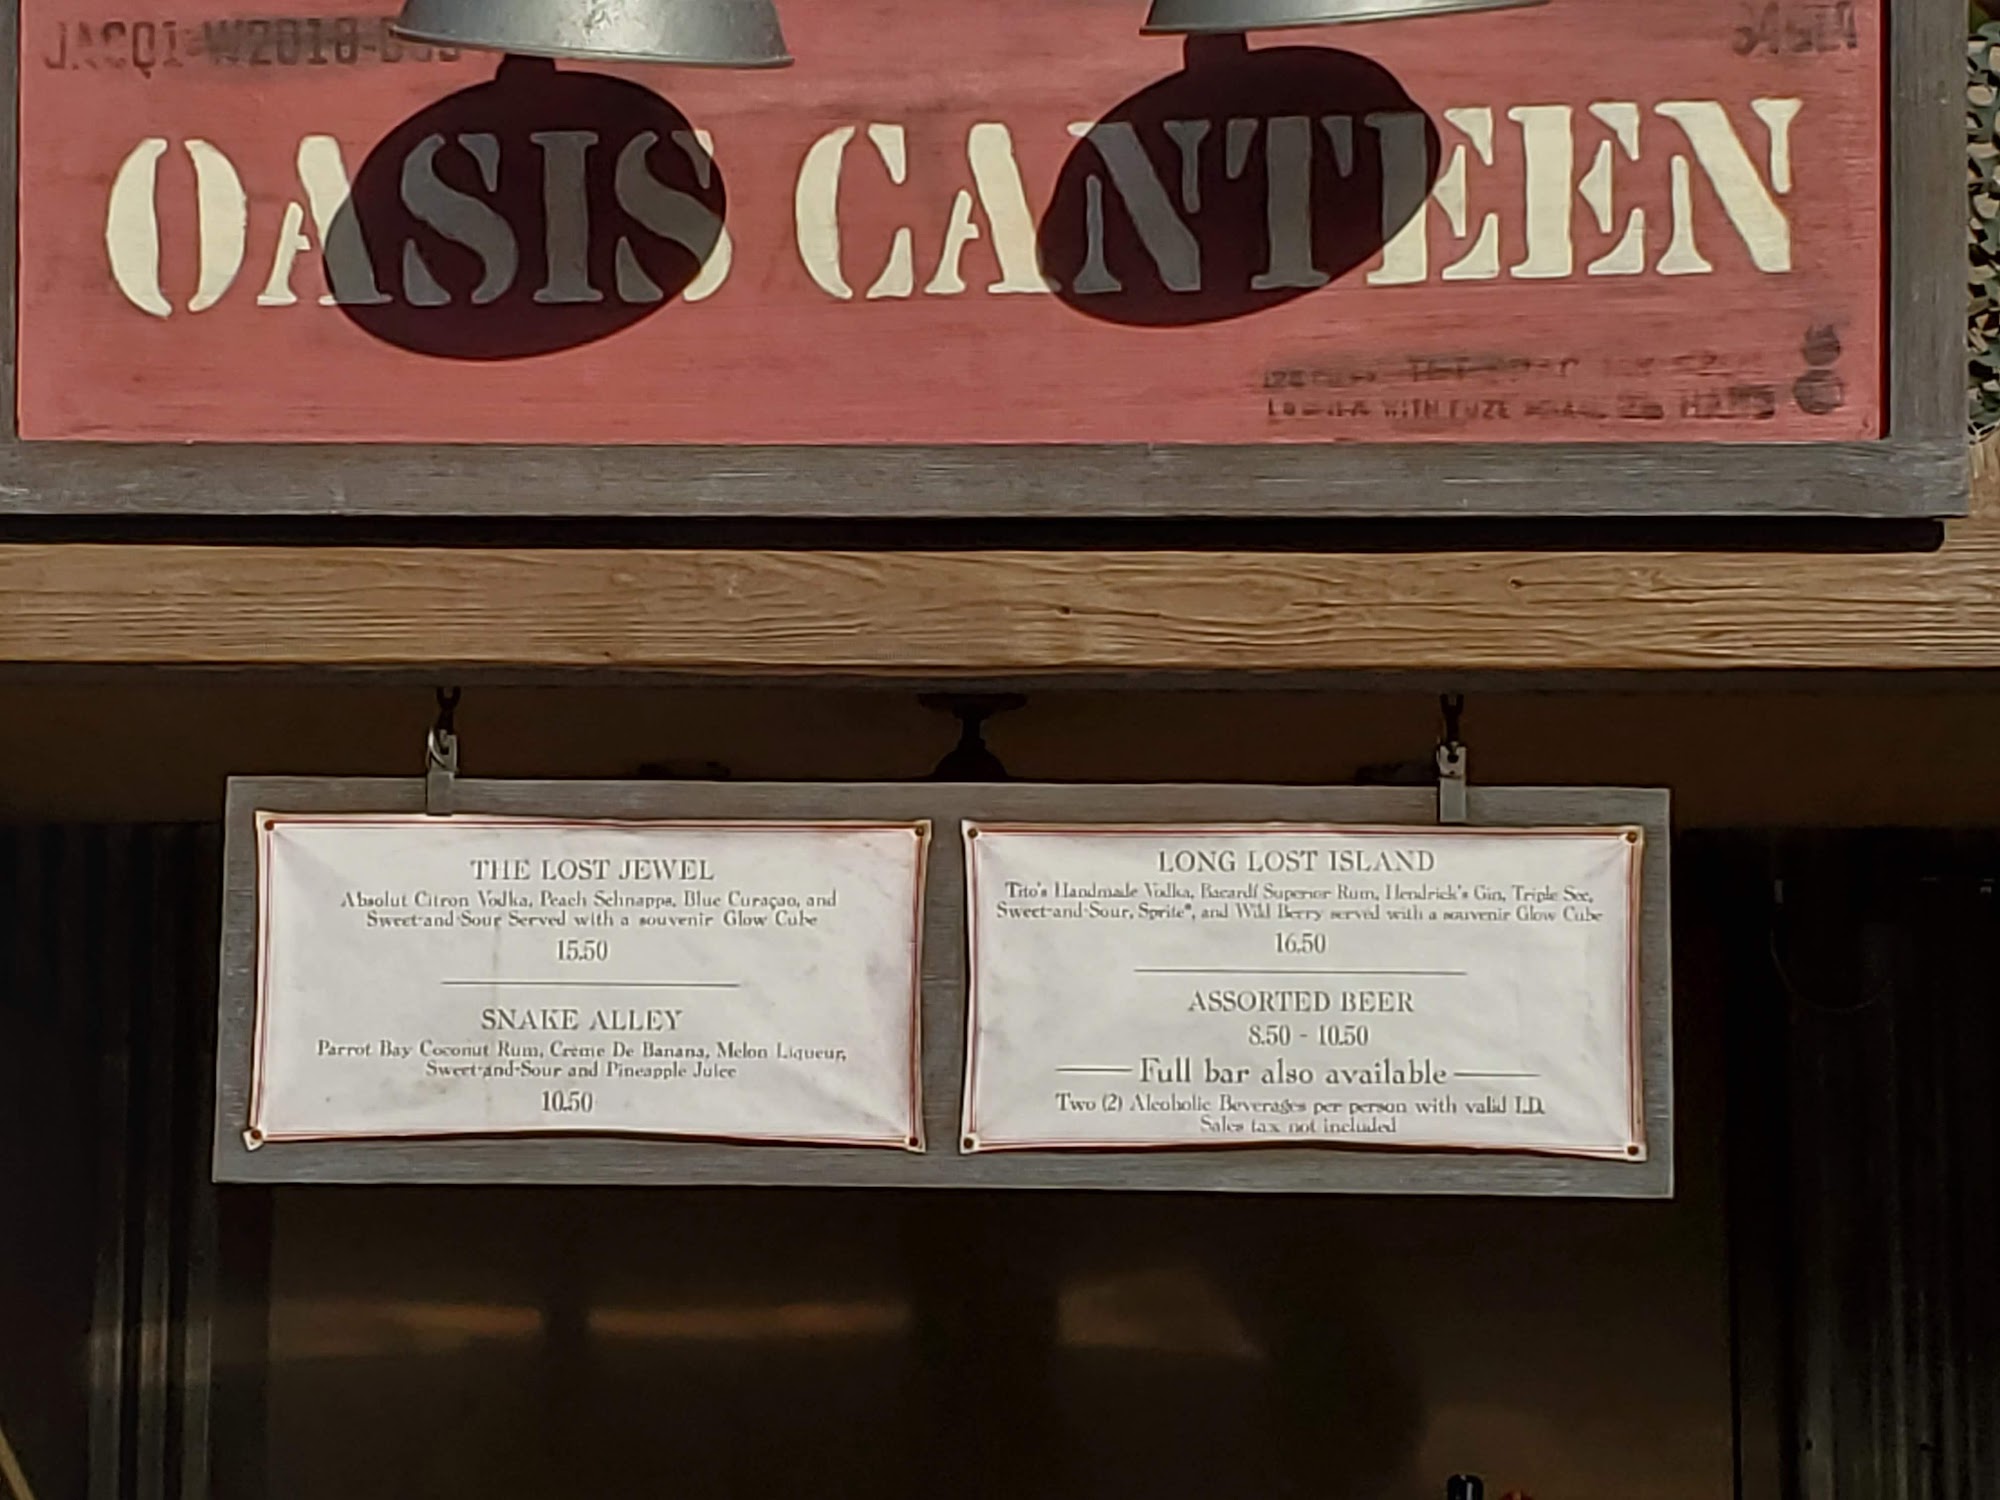 OASIS CANTEEN
WITH FUZE
THE LOST JEWEL
Absolut Citron Vodka, Peach Schnapps, Blue Curaçao, and
Sweet-and-Sour Served with a souvenir Glow Cube
15.50
SNAKE ALLEY
Parrot Bay Coconut Rum, Crème De Banana, Melon Liqueur,
Sweet-and-Sour and Pineapple Juice
10.50
LONG LOST ISLAND
Tito's Handmade Vodka, Bacardí Superior Rum, Hendrick's Gin, Triple Sec,
Sweet-and-Sour, Sprite®, and Wild Berry served with a souvenir Glow Cube
16.50
ASSORTED BEER
8.50 - 10.50
Full bar also available
Two (2) Alcoholic Beverages per person with valid I.D.
Sales tax not included